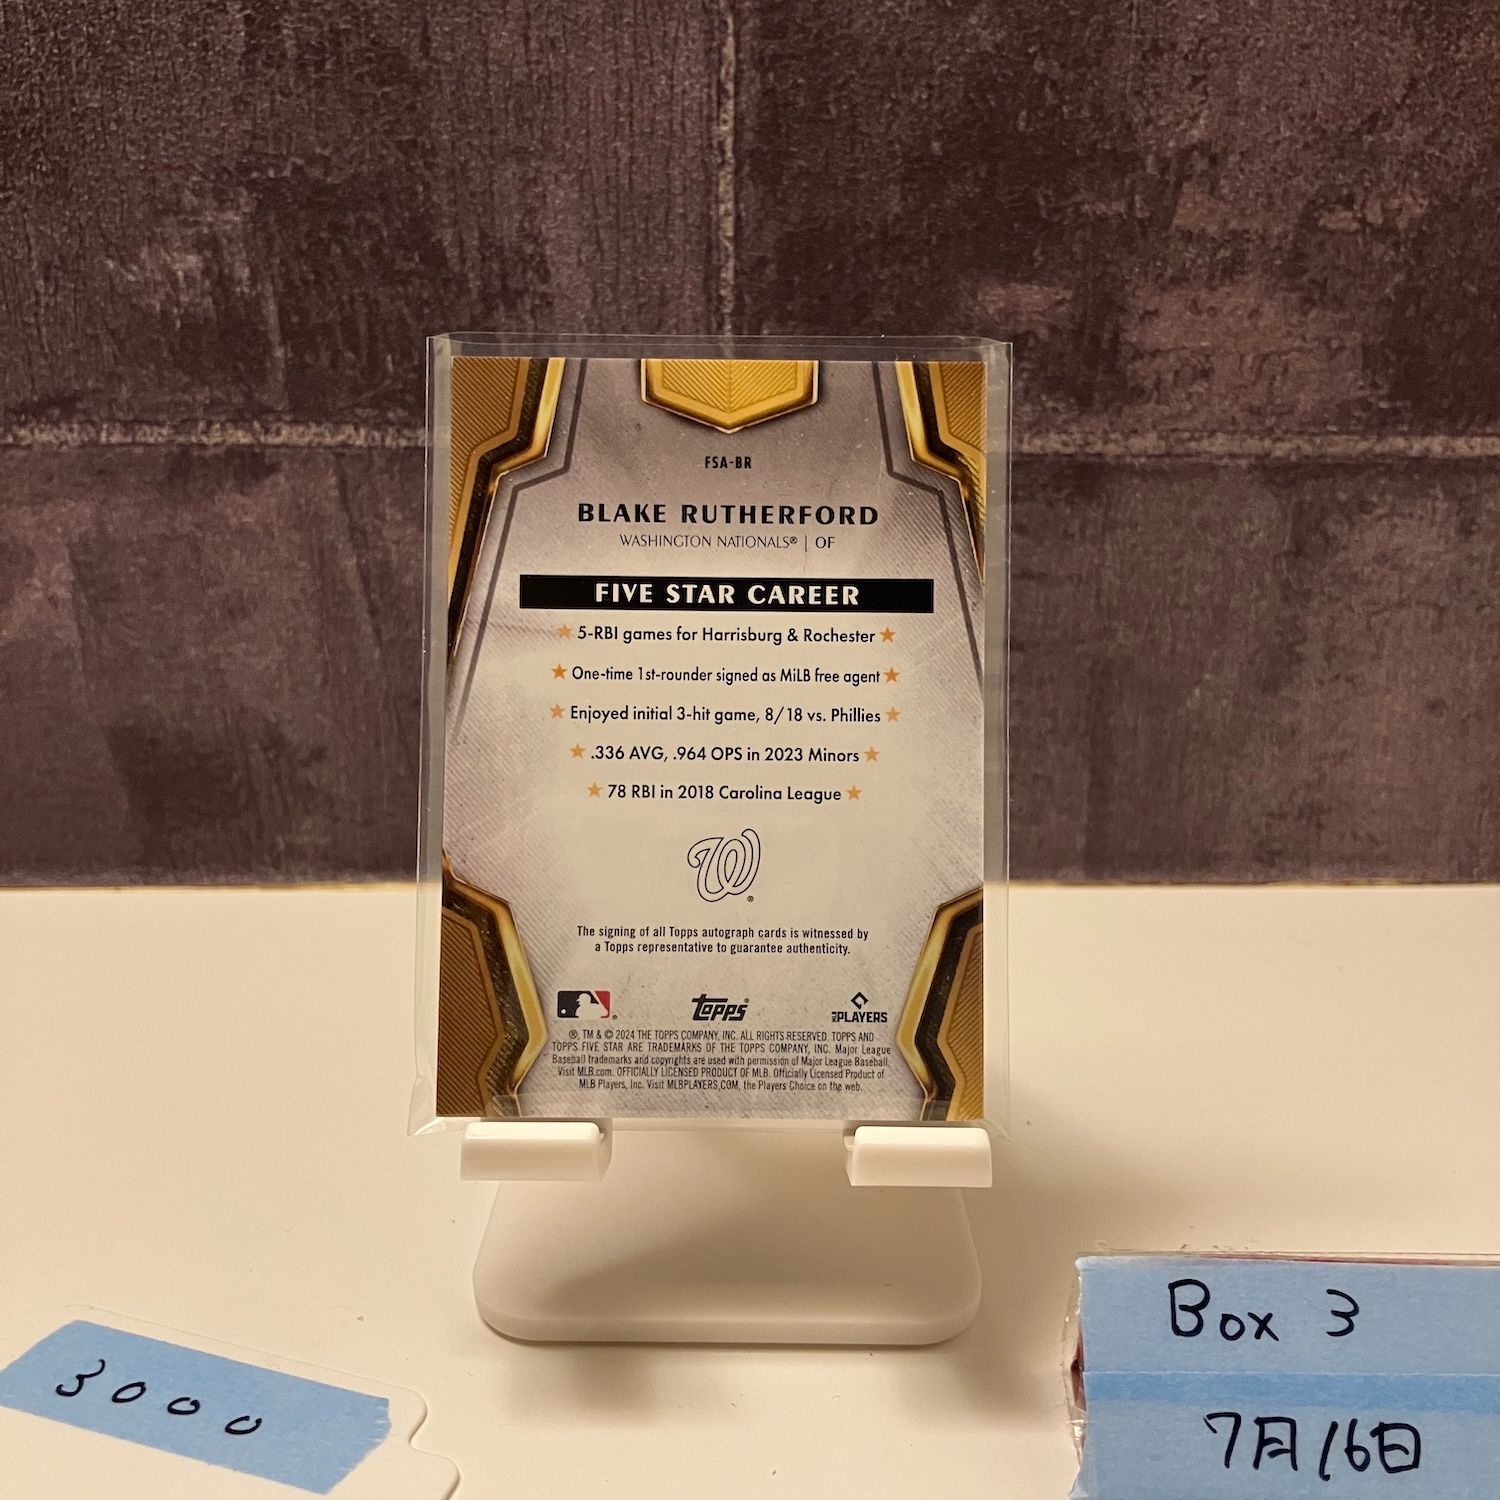 FSA-BR
BLAKE RUTHERFORD
WASHINGTON NATIONALS® | OF
FIVE STAR CAREER
★ 5-RBI games for Harrisburg & Rochester ★
★ One-time 1st-rounder signed as MiLB free agent ★
★ Enjoyed initial 3-hit game, 8/18 vs. Phillies ★
★ .336 AVG, .964 OPS in 2023 Minors ★
★ 78 RBI in 2018 Carolina League ★
W®
The signing of all Topps autograph cards is witnessed by
a Topps representative to guarantee authenticity.
topps®
MLB PLAYERS
®, TM & © 2024 THE TOPPS COMPANY, INC. ALL RIGHTS RESERVED. TOPPS AND
TOPPS FIVE STAR ARE TRADEMARKS OF THE TOPPS COMPANY, INC. Major League
Baseball trademarks and copyrights are used with permission of Major League Baseball.
Visit MLB.com. OFFICIALLY LICENSED PRODUCT OF MLB. Officially Licensed Product of
MLB Players, Inc. Visit MLBPLAYERS.COM, the Players Choice on the web.
3000
Box 3
7月16日